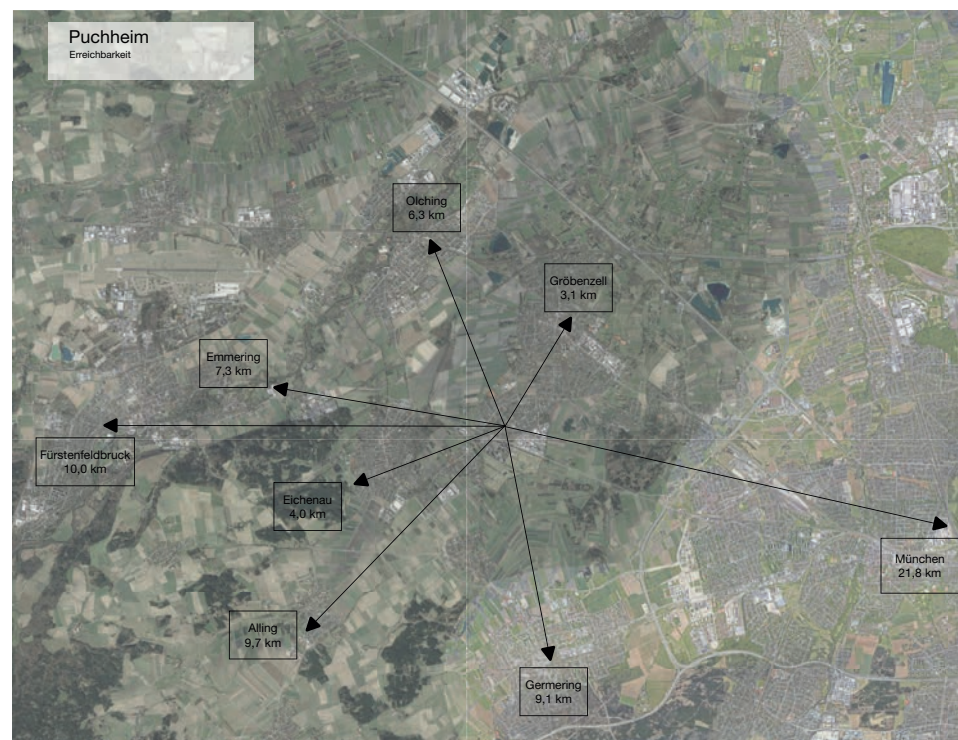 Puchheim
Erreichbarkeit
Olching
6,3 km
Gröbenzell
3,1 km
Emmering
7,3 km
Fürstenfeldbruck
10,0 km
Eichenau
4,0 km
München
21,8 km
Alling
9,7 km
Germering
9,1 km